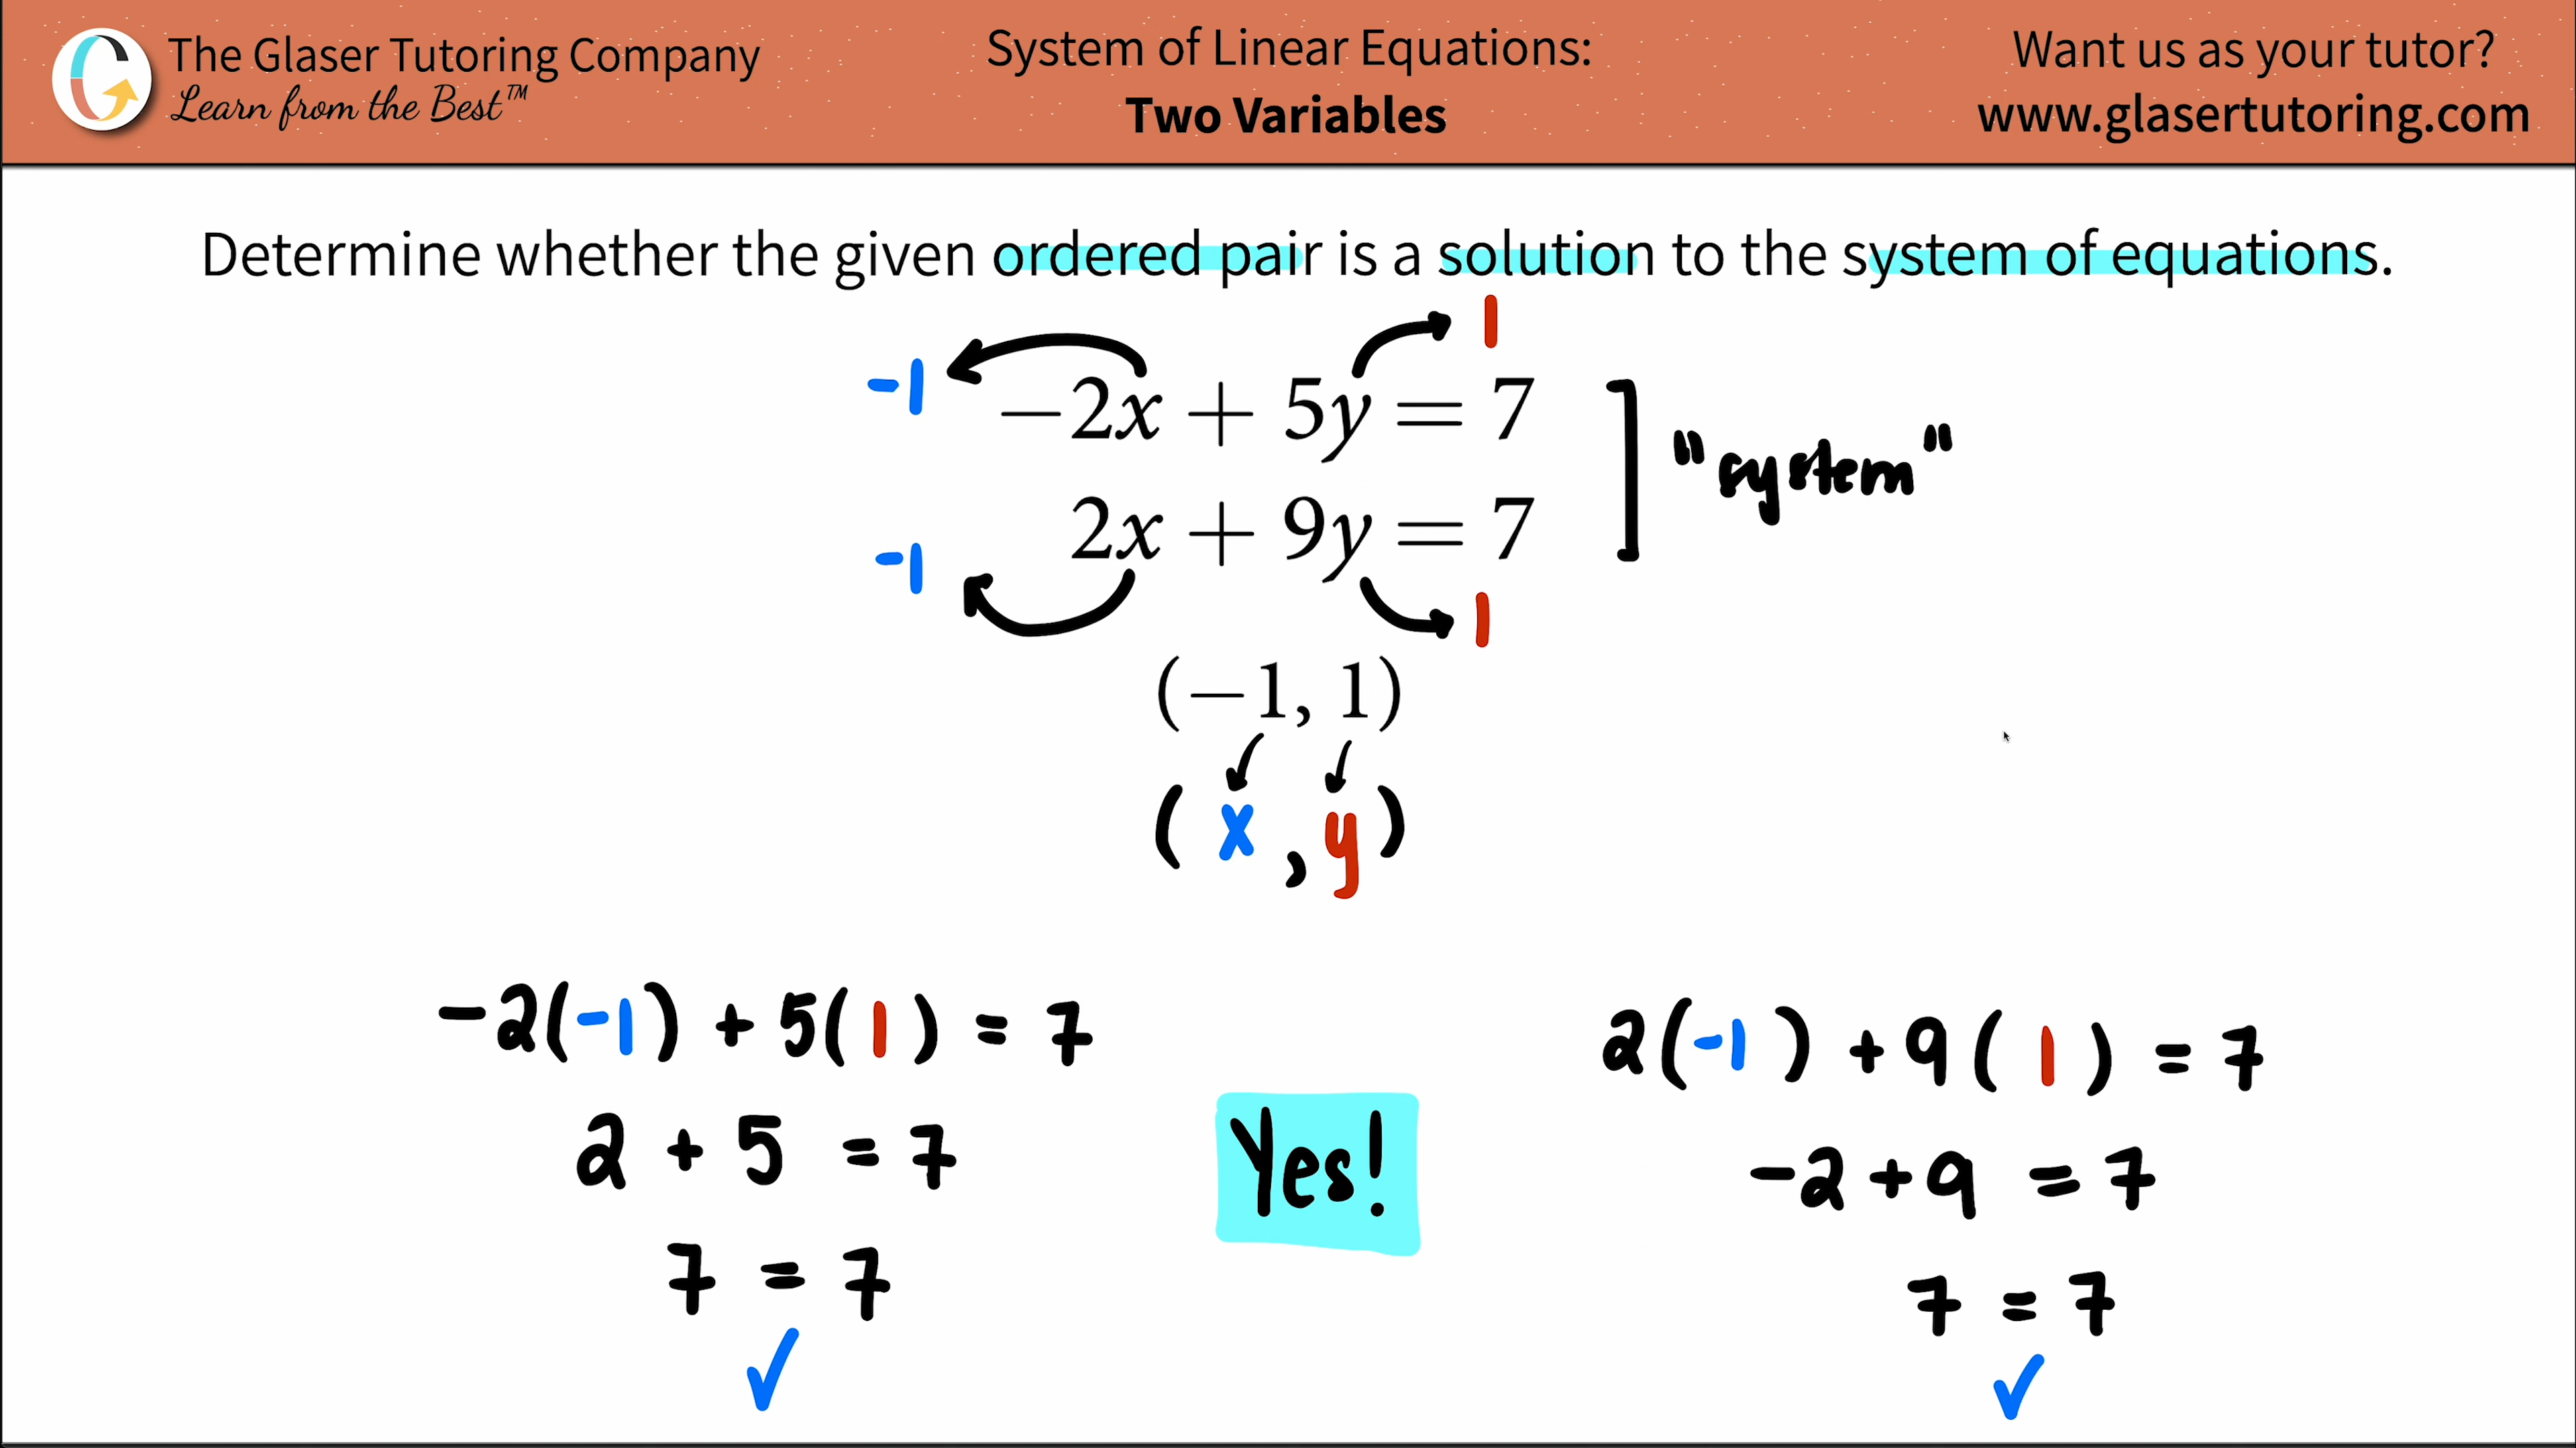 The Glaser Tutoring Company
Learn from the Best™
System of Linear Equations:
Two Variables
Want us as your tutor?
www.glasertutoring.com
Determine whether the given ordered pair is a solution to the system of equations.
1
-1
−2x + 5y = 7
"system"
2x + 9y = 7
-1
1
(−1, 1)
(x, y)
-2(-1) + 5(1) = 7
2 + 5 = 7
7 = 7
✓
Yes!
2(-1) + 9(1) = 7
-2 + 9 = 7
7 = 7
✓